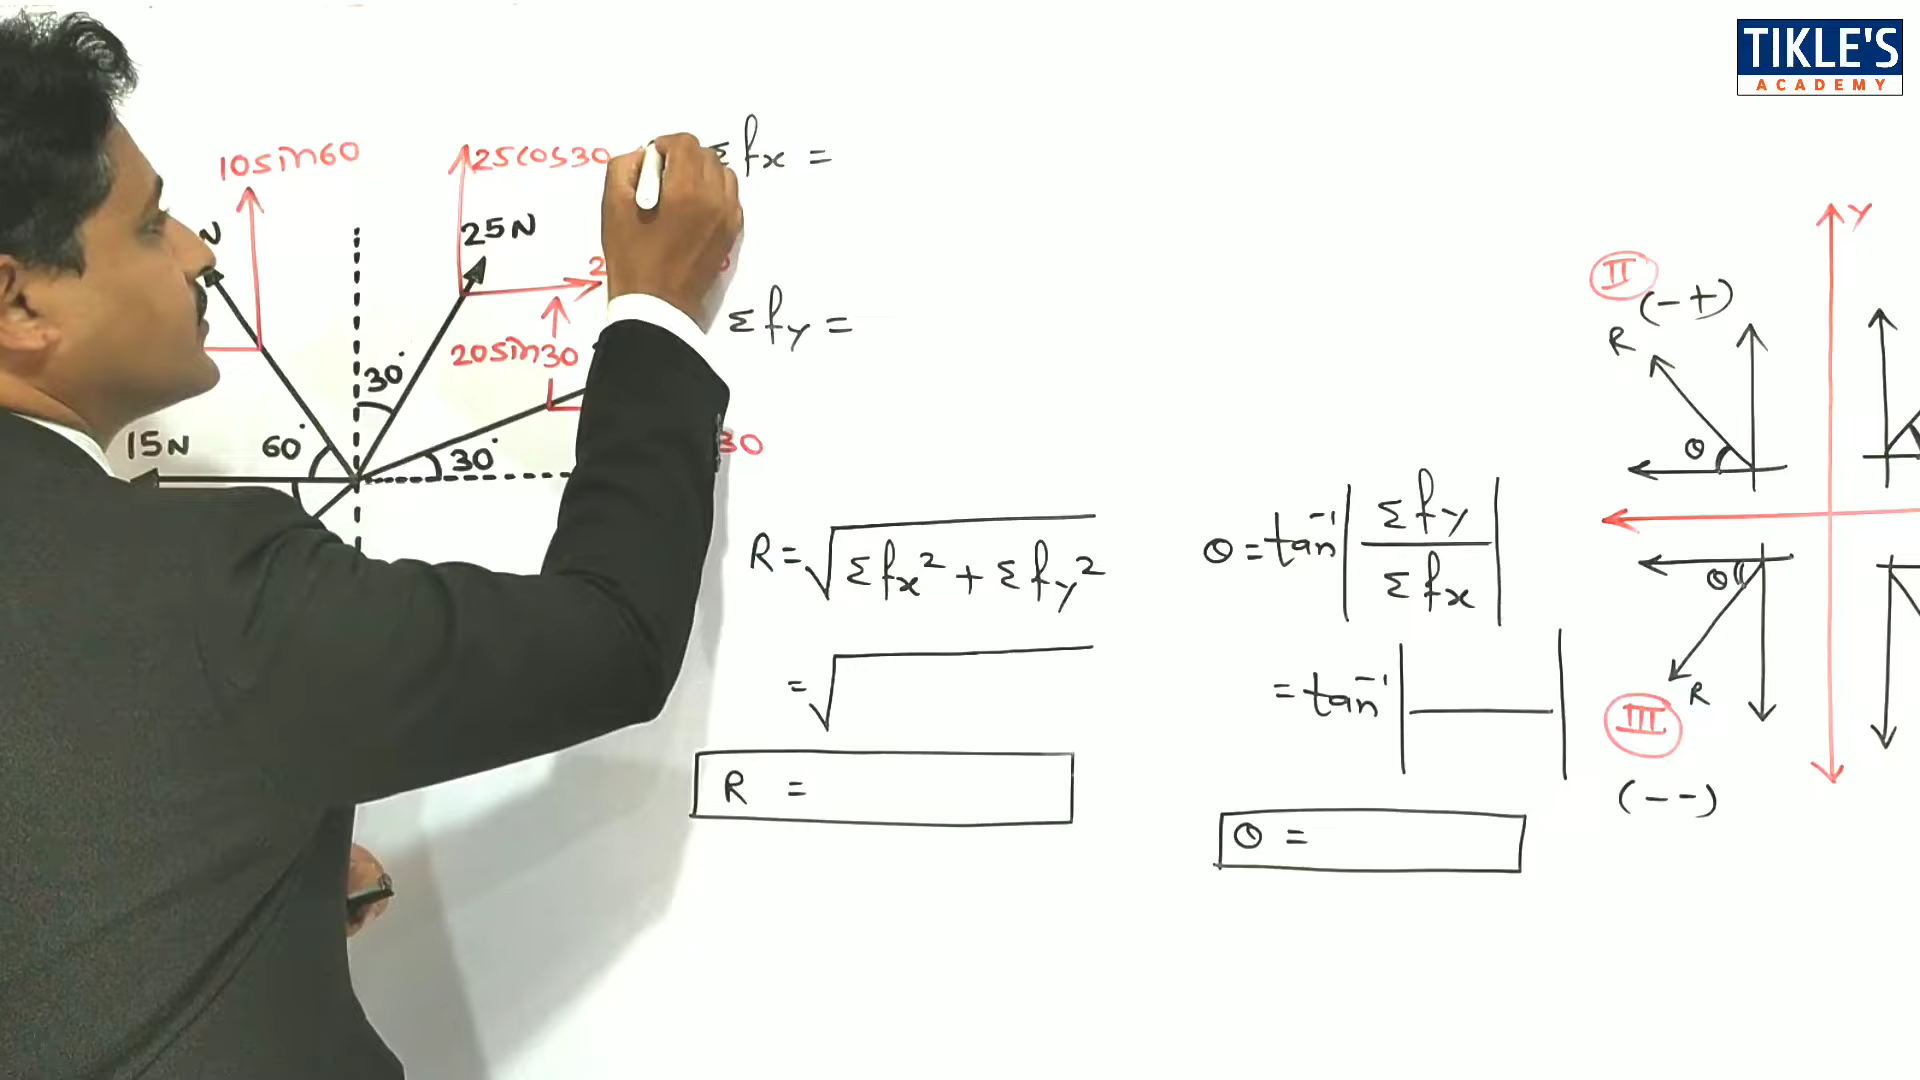 TIKLE'S
ACADEMY
10sin60
25cos30
Σfx =
N
25N
Y
II
(- +)
R
Σfy =
20sin30
30°
15N
60°
30°
30
θ
R = √Σfx² + Σfy²
θ = tan⁻¹ | Σfy / Σfx |
θ
= √
= tan⁻¹ | — |
R
III
R =
(- -)
θ =